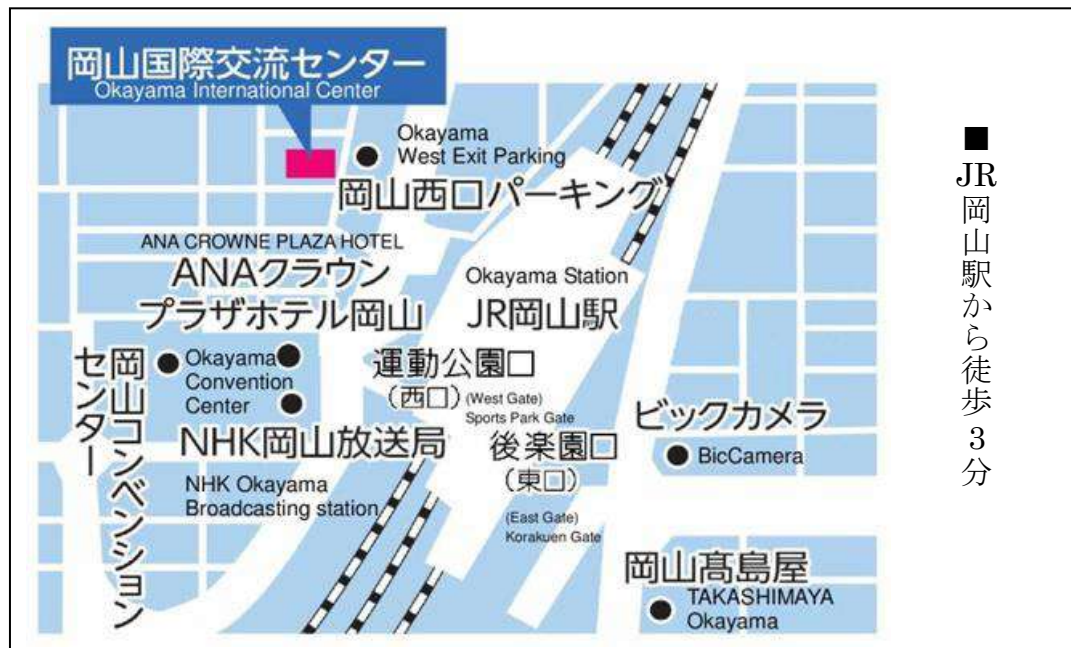 岡山国際交流センター
Okayama International Center
Okayama
West Exit Parking
岡山西口パーキング
ANA CROWNE PLAZA HOTEL
ANAクラウン
プラザホテル岡山
Okayama Station
JR岡山駅
岡山コンベンション
センター
Okayama
Convention
Center
運動公園口
(西口)
(West Gate)
Sports Park Gate
NHK岡山放送局
NHK Okayama
Broadcasting station
後楽園口
(東口)
(East Gate)
Korakuen Gate
ビックカメラ
BicCamera
岡山髙島屋
TAKASHIMAYA
Okayama
■JR岡山駅から徒歩3分